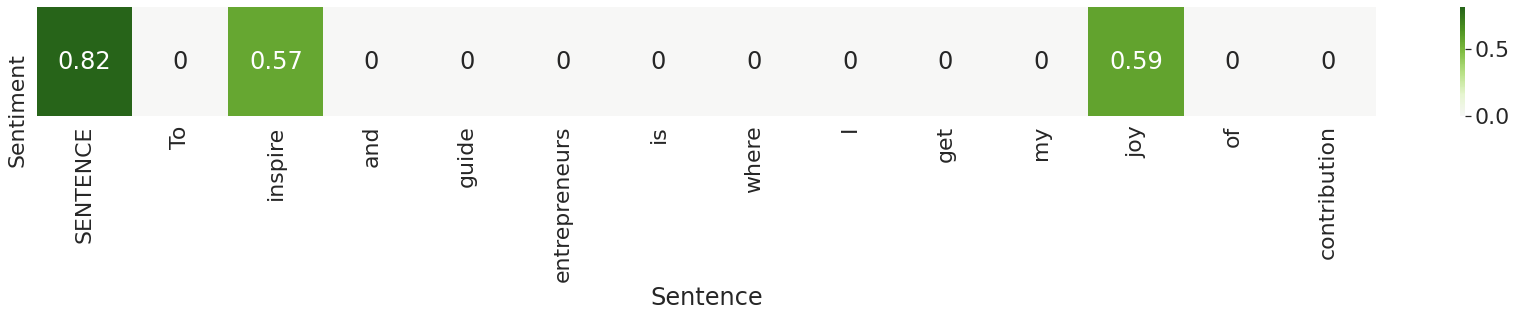 0.82 0 0.57 0 0 0 0 0 0 0 0 0.59 0 0
0.5
0.0
Sentiment
SENTENCE To inspire and guide entrepreneurs is where I get my joy of contribution
Sentence